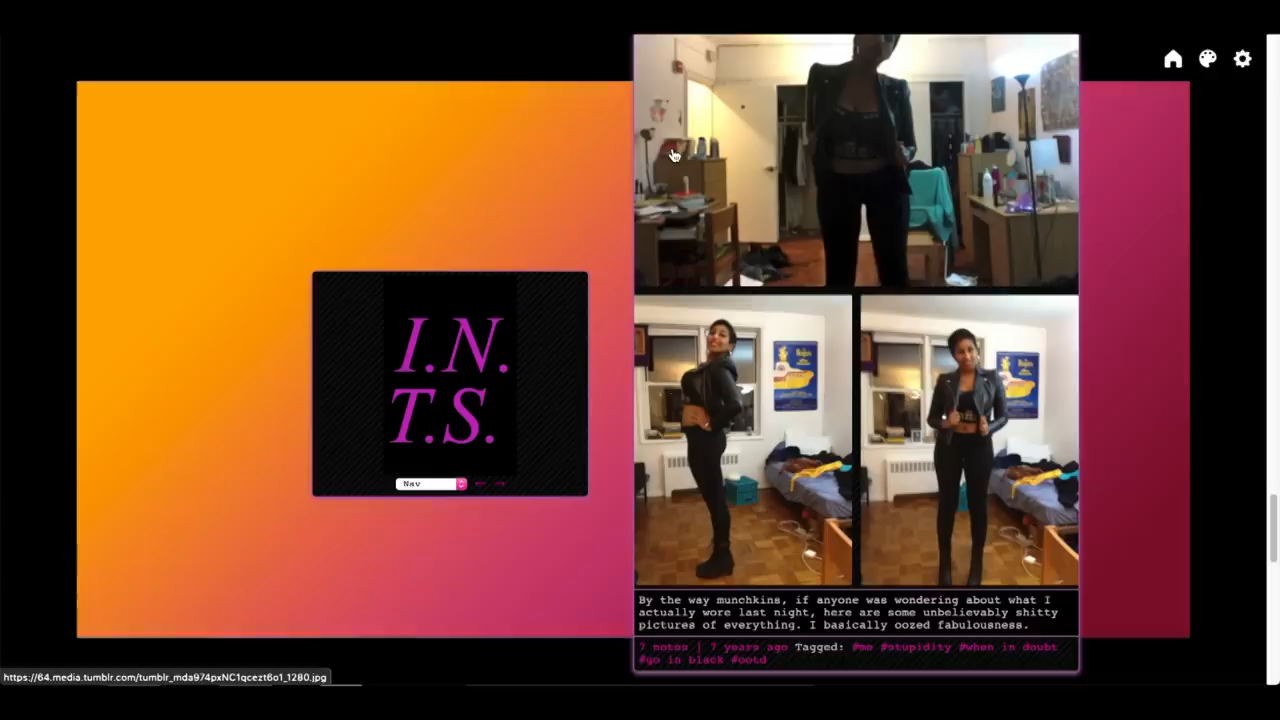 I.N.
T.S.
Nav
The
Beatles
By the way munchkins, if anyone was wondering about what I
actually wore last night, here are some unbelievably shitty
pictures of everything. I basically oozed fabulousness.
7 notes | 7 years ago Tagged: #me #stupidity #when in doubt
#go in black #ootd
https://64.media.tumblr.com/tumblr_mda974pxNC1qcezt6o1_1280.jpg